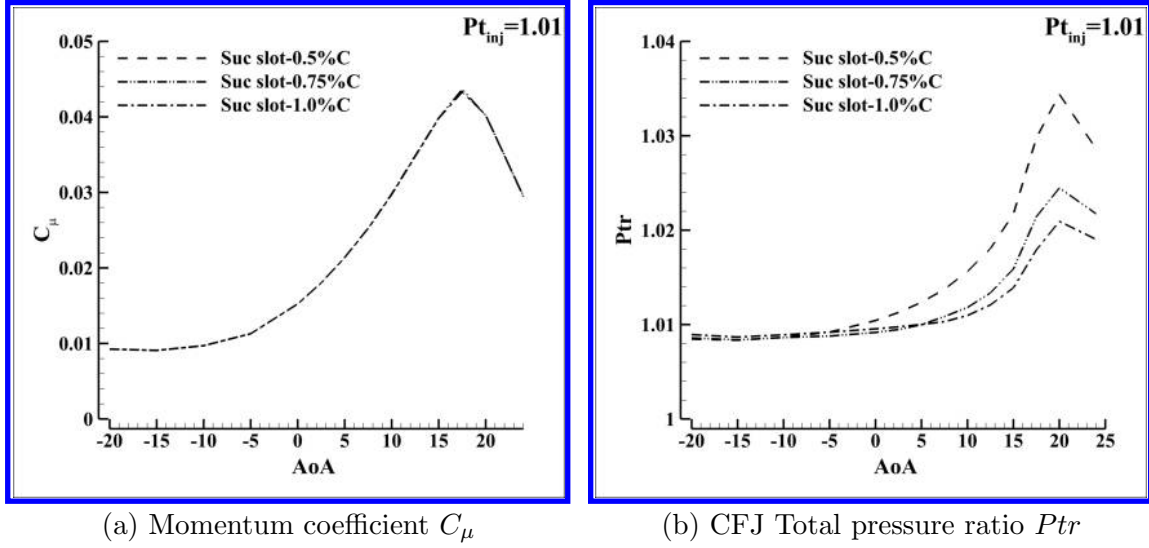 Pt_inj=1.01
0.05
Suc slot-0.5%C
Suc slot-0.75%C
Suc slot-1.0%C
0.04
0.03
C_μ
0.02
0.01
0
-20 -15 -10 -5 0 5 10 15 20
AoA
(a) Momentum coefficient C_μ
Pt_inj=1.01
1.04
Suc slot-0.5%C
Suc slot-0.75%C
Suc slot-1.0%C
1.03
Ptr
1.02
1.01
1
-20 -15 -10 -5 0 5 10 15 20 25
AoA
(b) CFJ Total pressure ratio Ptr